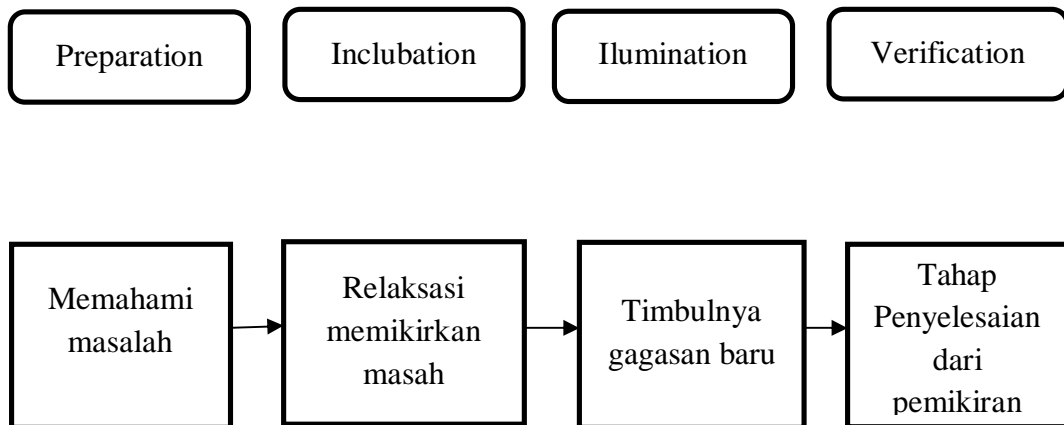 Preparation
Inclubation
Ilumination
Verification
Memahami
masalah
Relaksasi
memikirkan
masah
Timbulnya
gagasan baru
Tahap
Penyelesaian
dari
pemikiran